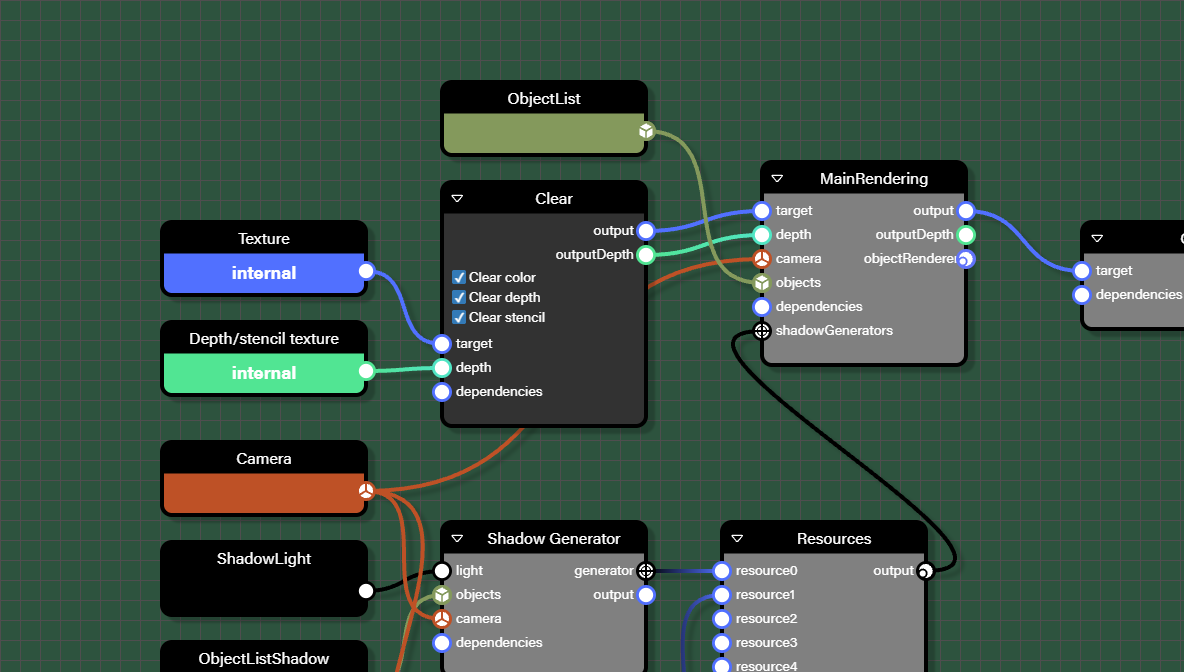 ObjectList
Clear
output
outputDepth
Clear color
Clear depth
Clear stencil
target
depth
dependencies
MainRendering
target output
depth outputDepth
camera objectRenderer
objects
dependencies
shadowGenerators
target
dependencies
Texture
internal
Depth/stencil texture
internal
Camera
ShadowLight
ObjectListShadow
Shadow Generator
light generator
objects output
camera
dependencies
Resources
resource0 output
resource1
resource2
resource3
resource4